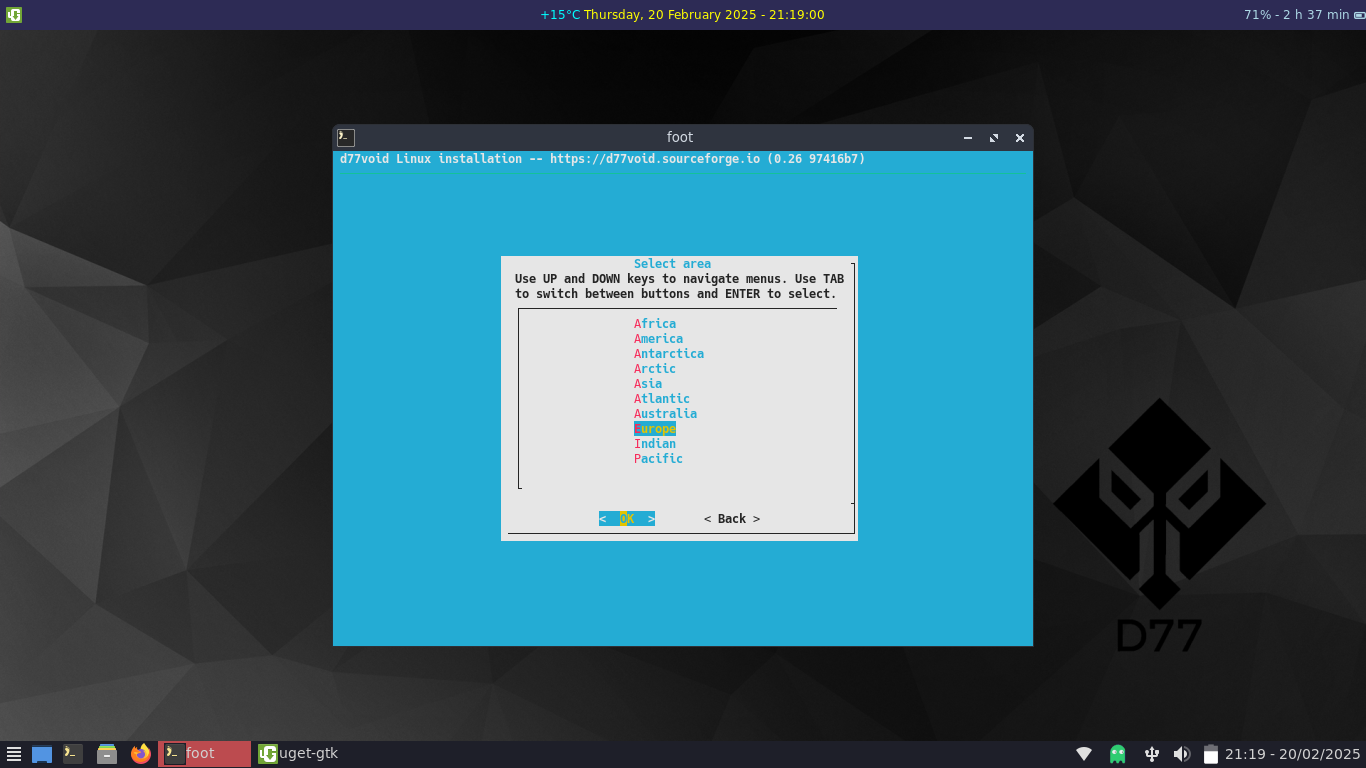 +15°C Thursday, 20 February 2025 - 21:19:00
71% - 2 h 37 min
foot
d77void Linux installation -- https://d77void.sourceforge.io (0.26 97416b7)
Select area
Use UP and DOWN keys to navigate menus. Use TAB
to switch between buttons and ENTER to select.
Africa
America
Antarctica
Arctic
Asia
Atlantic
Australia
Europe
Indian
Pacific
<  OK  > < Back >
D77
foot uget-gtk 21:19 - 20/02/2025